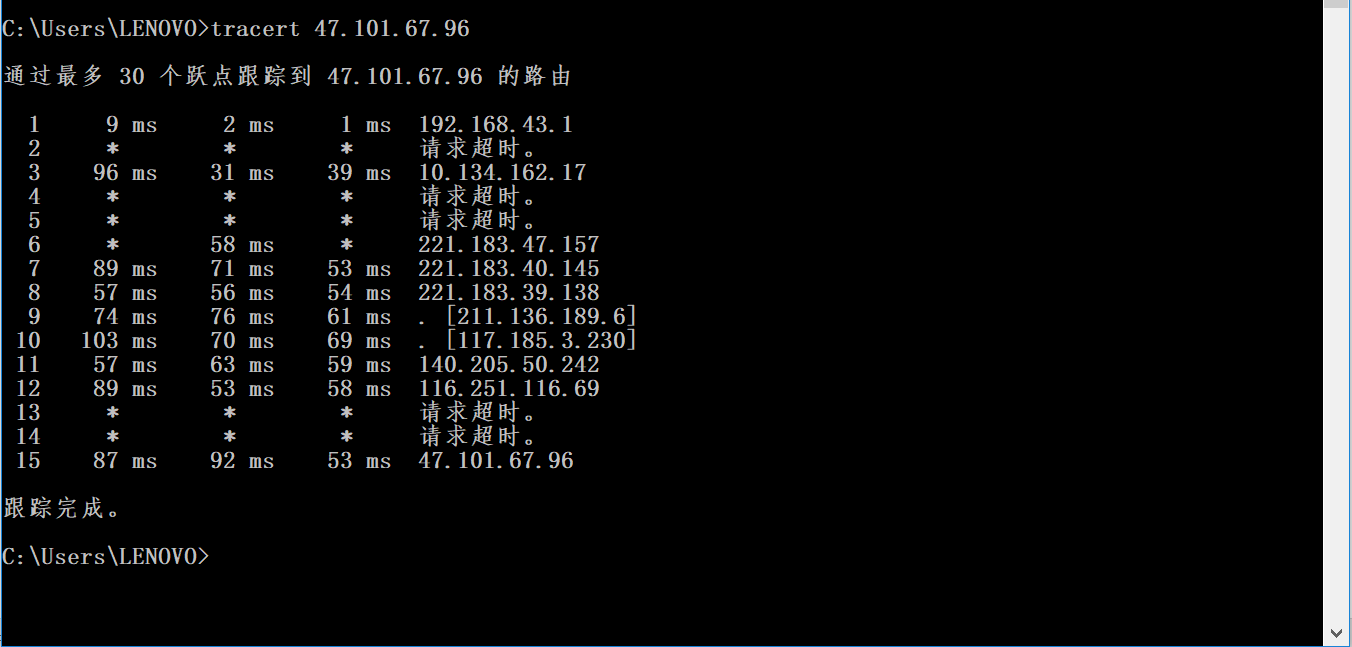 C:\Users\LENOVO>tracert 47.101.67.96
通过最多 30 个跃点跟踪到 47.101.67.96 的路由
1 9 ms 2 ms 1 ms 192.168.43.1
2 * * * 请求超时。
3 96 ms 31 ms 39 ms 10.134.162.17
4 * * * 请求超时。
5 * * * 请求超时。
6 * 58 ms * 221.183.47.157
7 89 ms 71 ms 53 ms 221.183.40.145
8 57 ms 56 ms 54 ms 221.183.39.138
9 74 ms 76 ms 61 ms . [211.136.189.6]
10 103 ms 70 ms 69 ms . [117.185.3.230]
11 57 ms 63 ms 59 ms 140.205.50.242
12 89 ms 53 ms 58 ms 116.251.116.69
13 * * * 请求超时。
14 * * * 请求超时。
15 87 ms 92 ms 53 ms 47.101.67.96
跟踪完成。
C:\Users\LENOVO>